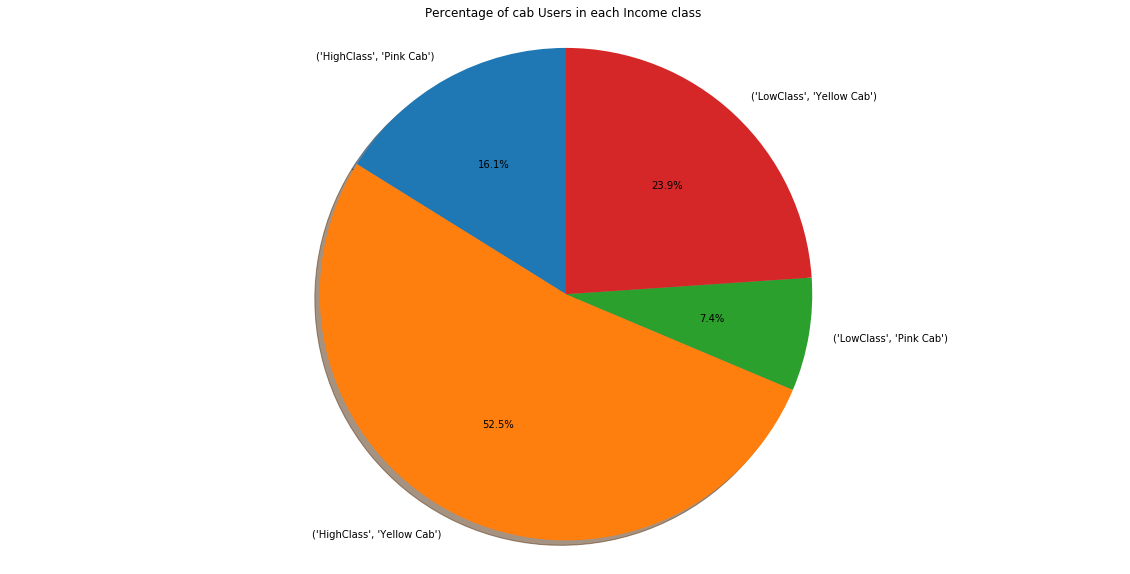 Percentage of cab Users in each Income class
('HighClass', 'Pink Cab')
('LowClass', 'Yellow Cab')
16.1%
23.9%
7.4%
('LowClass', 'Pink Cab')
52.5%
('HighClass', 'Yellow Cab')